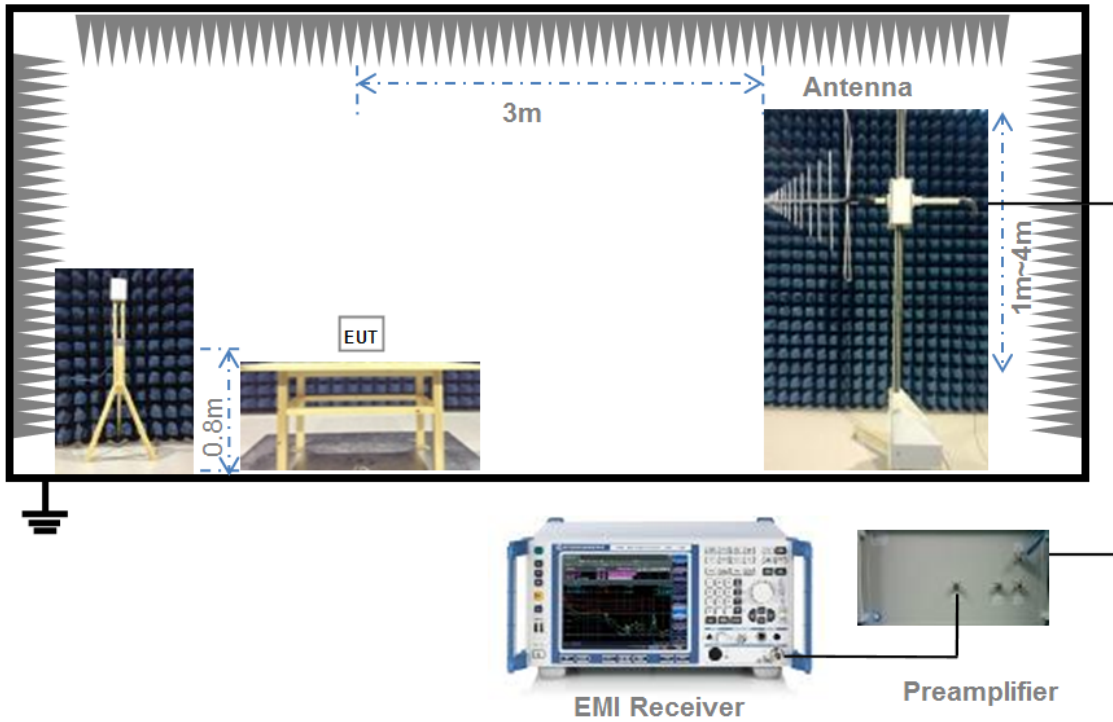 Antenna
3m
1m~4m
EUT
0.8m
EMI Receiver
Preamplifier